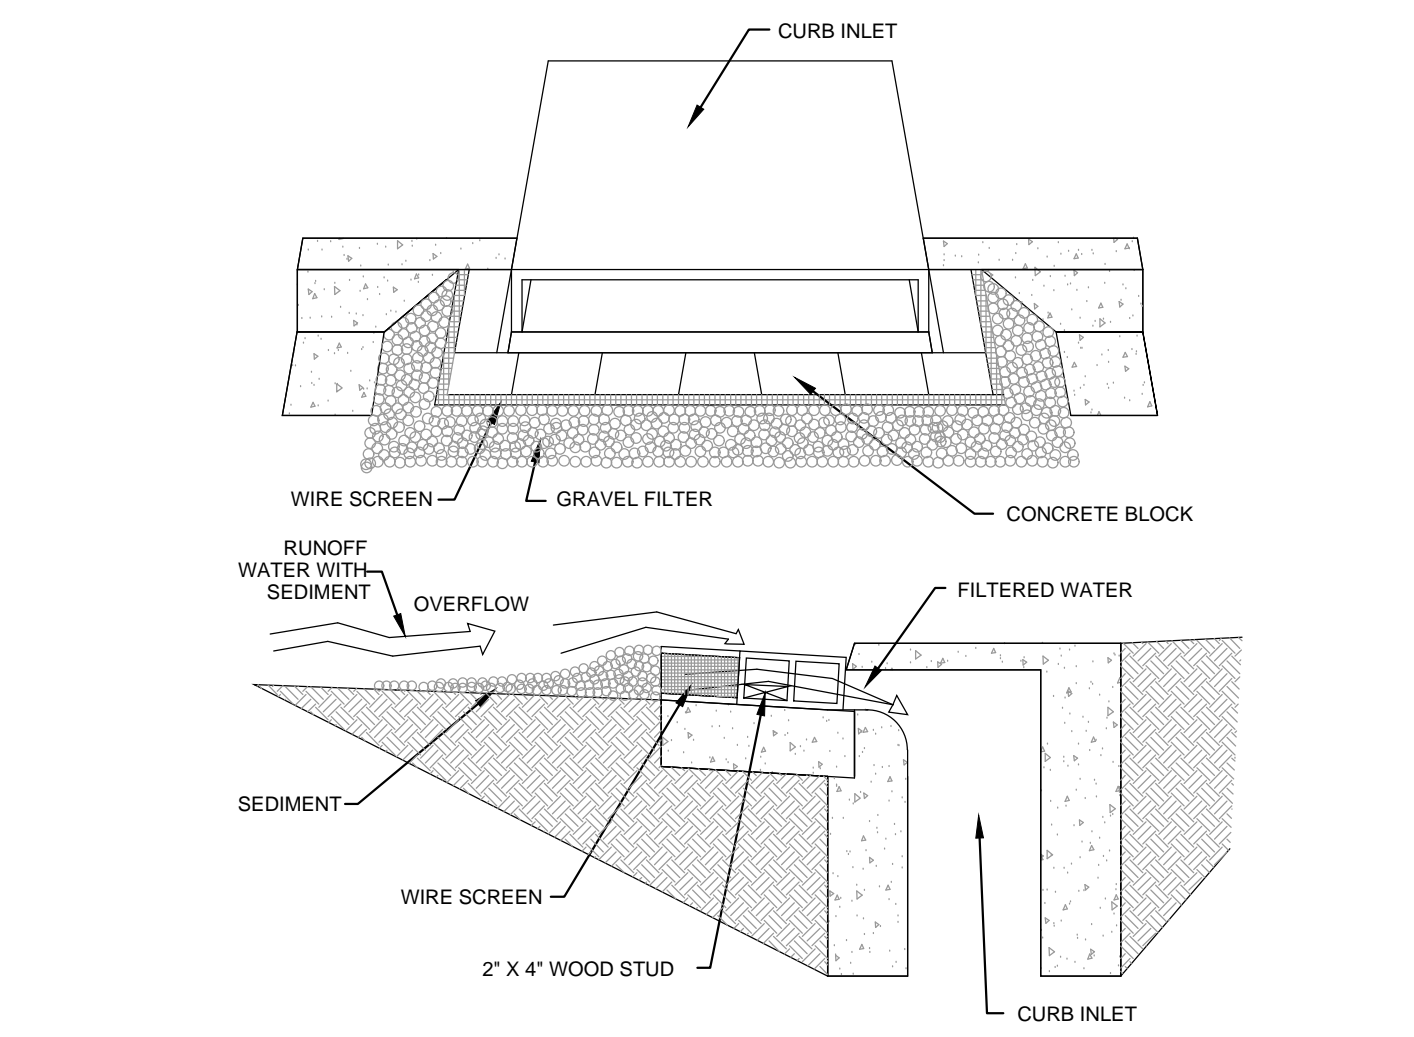 CURB INLET
WIRE SCREEN
GRAVEL FILTER
CONCRETE BLOCK
RUNOFF
WATER WITH
SEDIMENT
OVERFLOW
FILTERED WATER
SEDIMENT
WIRE SCREEN
2" X 4" WOOD STUD
CURB INLET